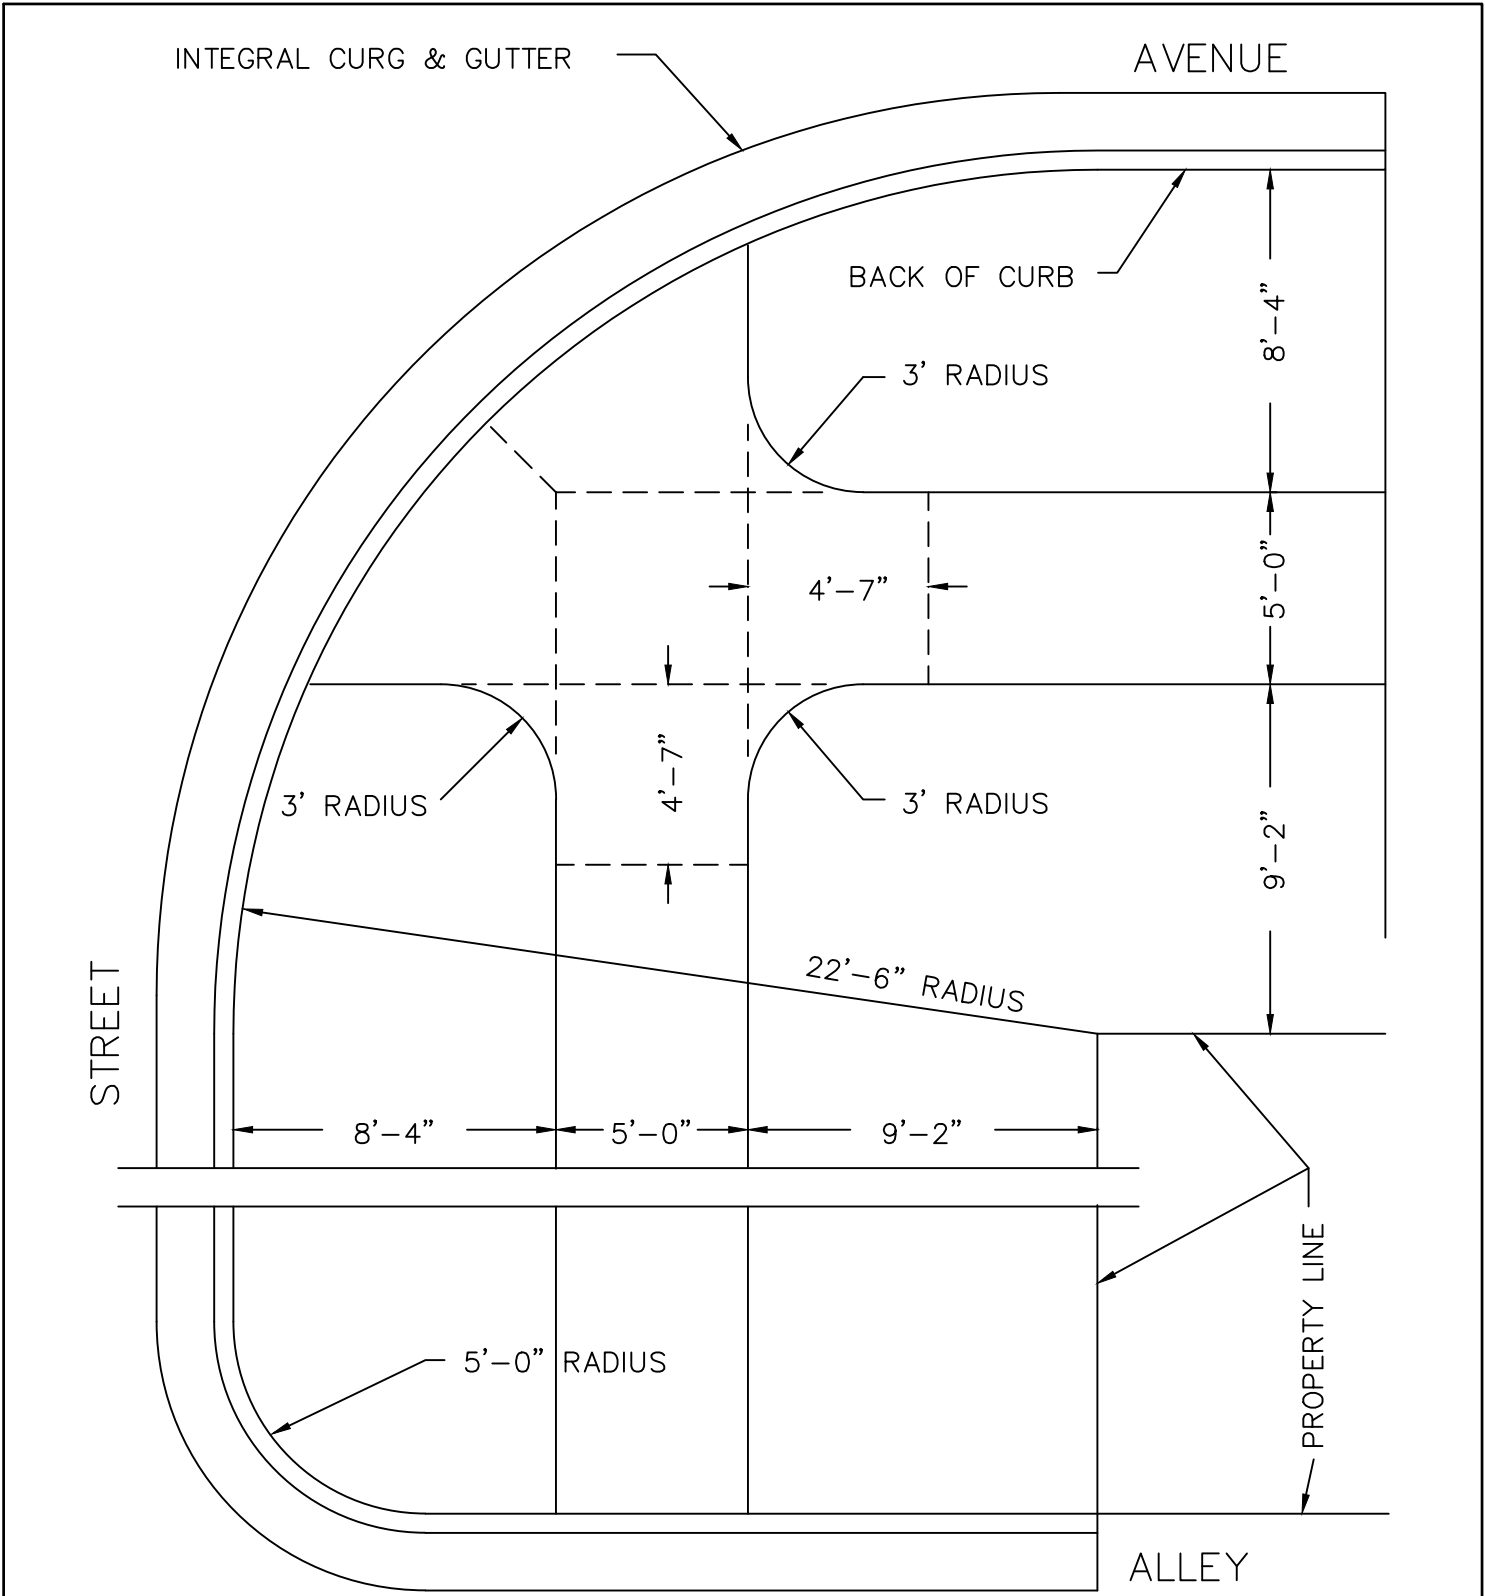 INTEGRAL CURG & GUTTER
AVENUE
BACK OF CURB
8'-4"
3' RADIUS
5'-0"
4'-7"
4'-7"
3' RADIUS
3' RADIUS
9'-2"
22'-6" RADIUS
STREET
8'-4"
5'-0"
9'-2"
PROPERTY LINE
5'-0" RADIUS
ALLEY